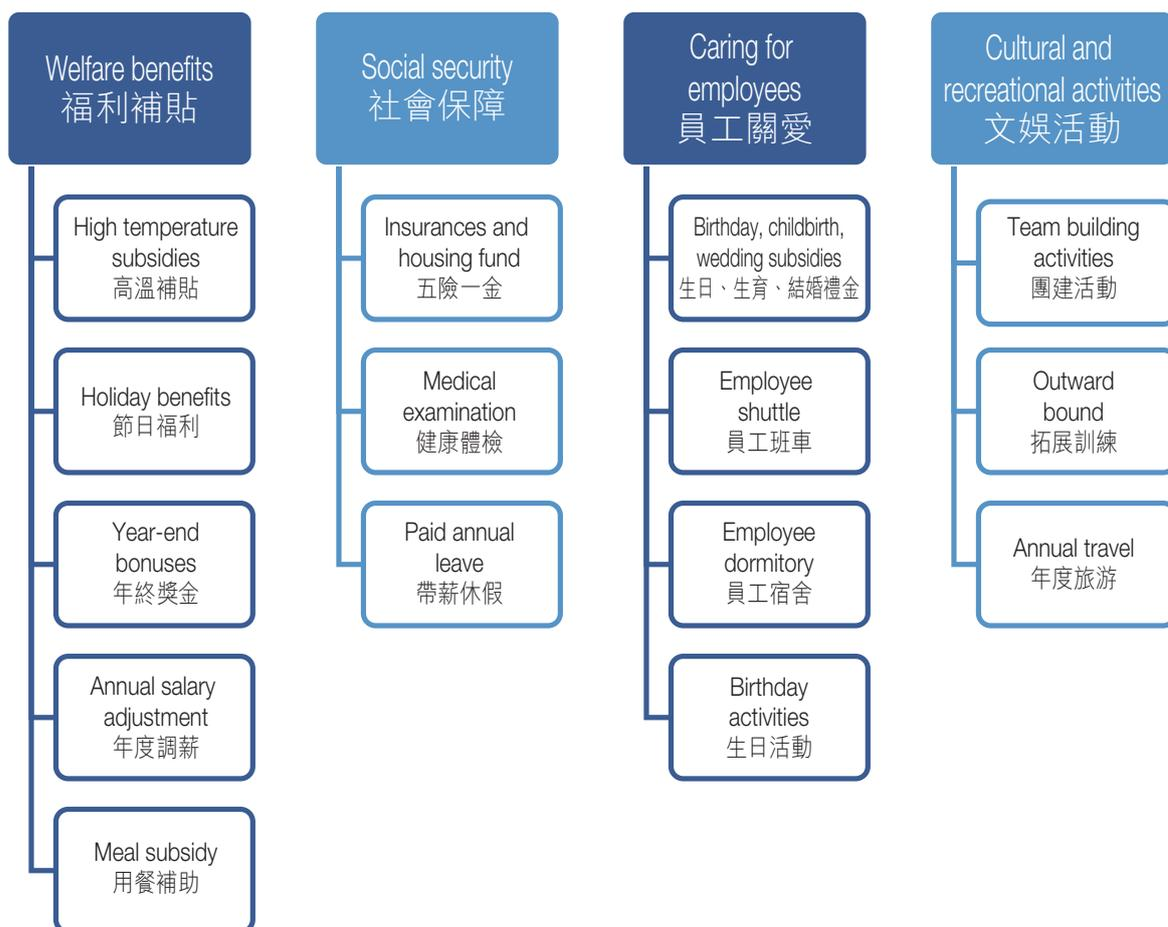 Welfare benefits
福利補貼
High temperature
subsidies
高溫補貼
Holiday benefits
節日福利
Year-end
bonuses
年終獎金
Annual salary
adjustment
年度調薪
Meal subsidy
用餐補助
Social security
社會保障
Insurances and
housing fund
五險一金
Medical
examination
健康體檢
Paid annual
leave
帶薪休假
Caring for
employees
員工關愛
Birthday, childbirth,
wedding subsidies
生日、生育、結婚禮金
Employee
shuttle
員工班車
Employee
dormitory
員工宿舍
Birthday
activities
生日活動
Cultural and
recreational activities
文娛活動
Team building
activities
團建活動
Outward
bound
拓展訓練
Annual travel
年度旅游